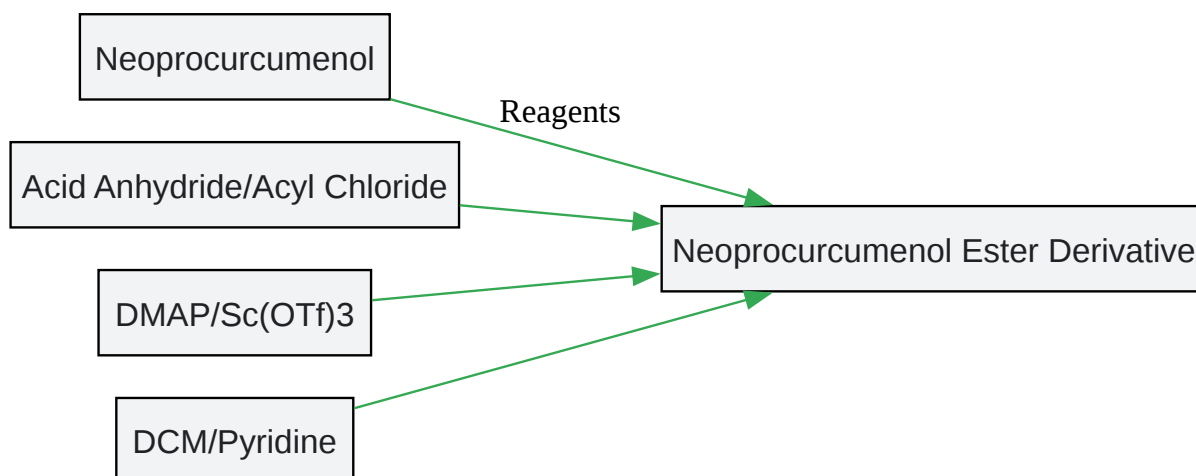 Neoprocurcumenol
Reagents
Acid Anhydride/Acyl Chloride
Neoprocurcumenol Ester Derivative
DMAP/Sc(OTf)3
DCM/Pyridine